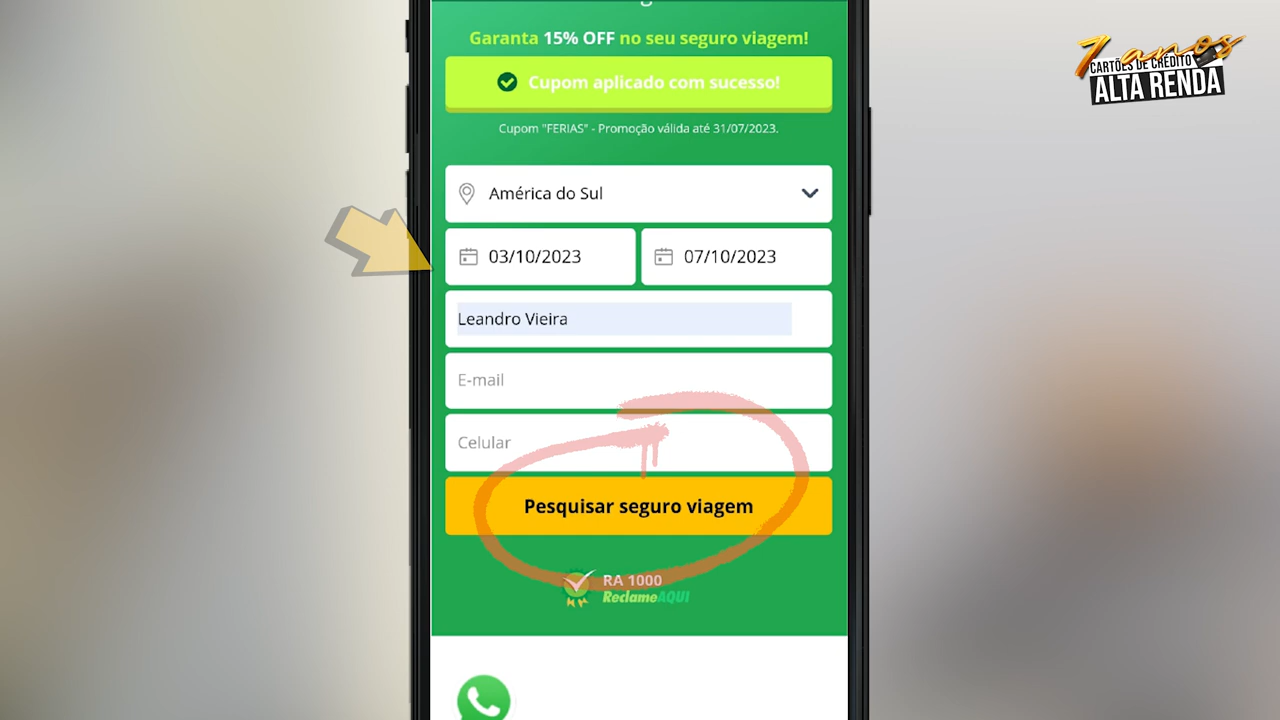 Garanta 15% OFF no seu seguro viagem!
Cupom aplicado com sucesso!
Cupom "FERIAS" - Promoção válida até 31/07/2023.
América do Sul
03/10/2023
07/10/2023
Leandro Vieira
E-mail
Celular
Pesquisar seguro viagem
RA 1000
ReclameAQUI
7 anos
CARTÕES DE CRÉDITO
ALTA RENDA